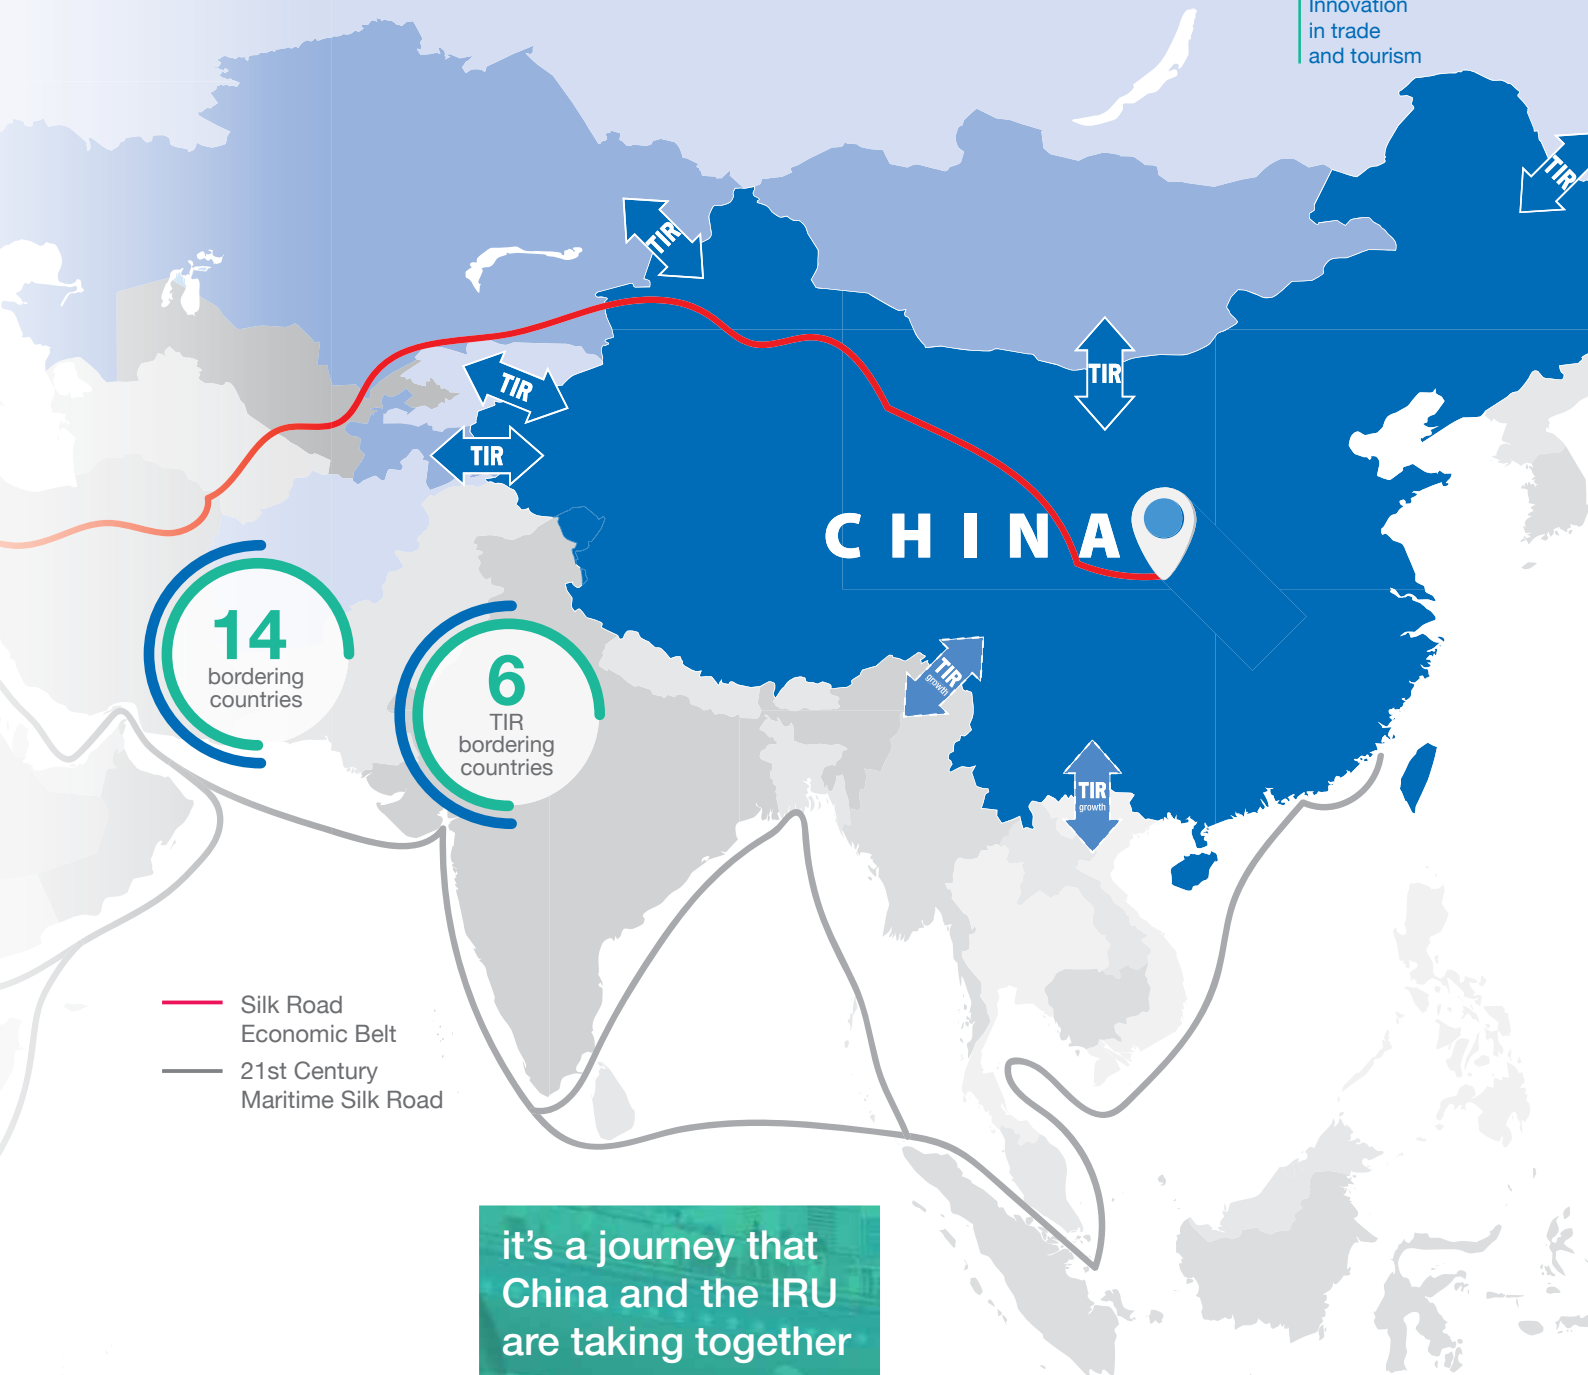 Innovation
in trade
and tourism
TIR
TIR
TIR
TIR
TIR
CHINA
14
bordering
countries
6
TIR
bordering
countries
TIR
growth
TIR
growth
Silk Road
Economic Belt
21st Century
Maritime Silk Road
it's a journey that
China and the IRU
are taking together